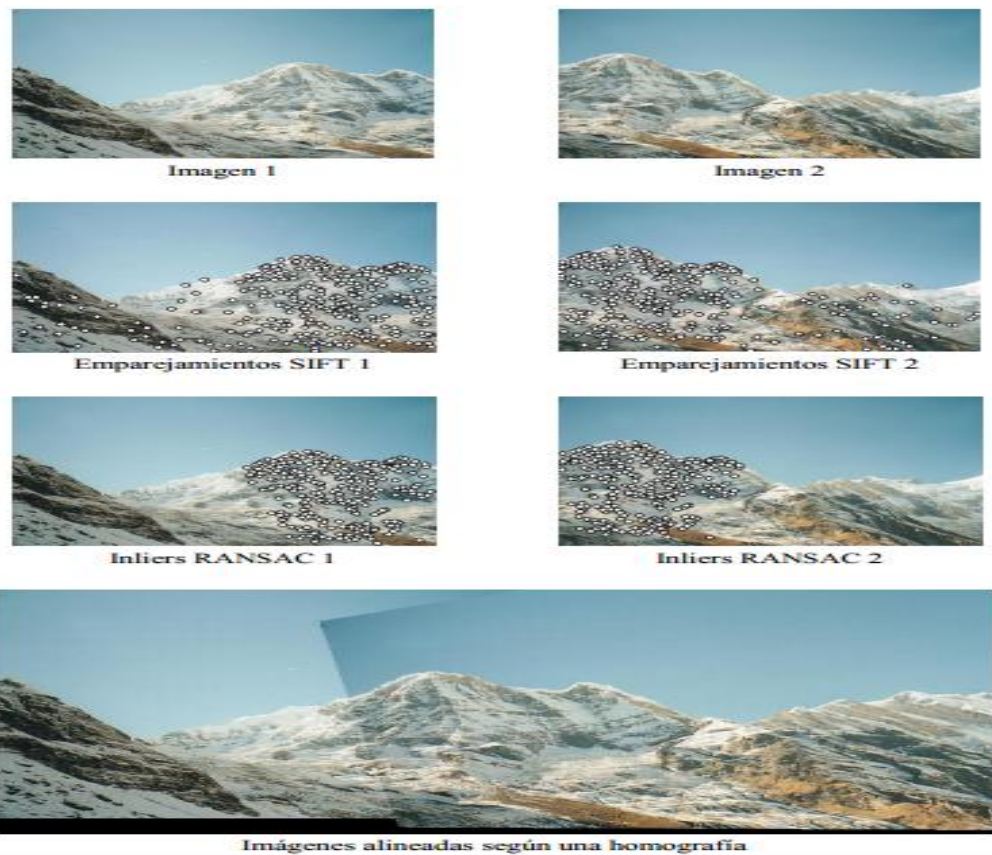 Imagen 1
Imagen 2
Emparejamientos SIFT 1
Emparejamientos SIFT 2
Inliers RANSAC 1
Inliers RANSAC 2
Imágenes alineadas según una homografía